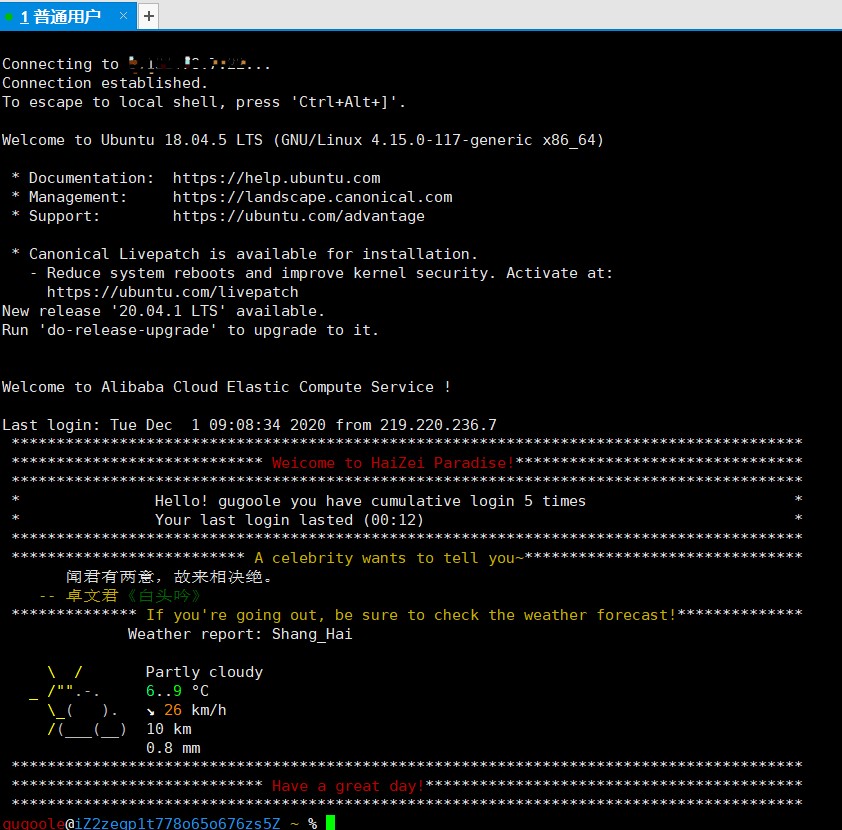 1 普通用户 × +
Connecting to
Connection established.
To escape to local shell, press 'Ctrl+Alt+]'.
Welcome to Ubuntu 18.04.5 LTS (GNU/Linux 4.15.0-117-generic x86_64)
* Documentation:  https://help.ubuntu.com
* Management:     https://landscape.canonical.com
* Support:        https://ubuntu.com/advantage
* Canonical Livepatch is available for installation.
- Reduce system reboots and improve kernel security. Activate at:
https://ubuntu.com/livepatch
New release '20.04.1 LTS' available.
Run 'do-release-upgrade' to upgrade to it.
Welcome to Alibaba Cloud Elastic Compute Service !
Last login: Tue Dec  1 09:08:34 2020 from 219.220.236.7
****************************************************************************************
**************************** Weicome to HaiZei Paradise!********************************
****************************************************************************************
*               Hello! gugoole you have cumulative login 5 times                       *
*               Your last login lasted (00:12)                                         *
****************************************************************************************
************************** A celebrity wants to tell you~*******************************
闻君有两意，故来相决绝。
-- 卓文君《白头吟》
************** If you're going out, be sure to check the weather forecast!**************
Weather report: Shang_Hai
\  /       Partly cloudy
_ /"".-.     6..9 °C
\_(   ).   ↘ 26 km/h
/(___(__)  10 km
0.8 mm
****************************************************************************************
**************************** Have a great day!******************************************
****************************************************************************************
gugoole@iZ2zegp1t778o65o676zs5Z ~ %